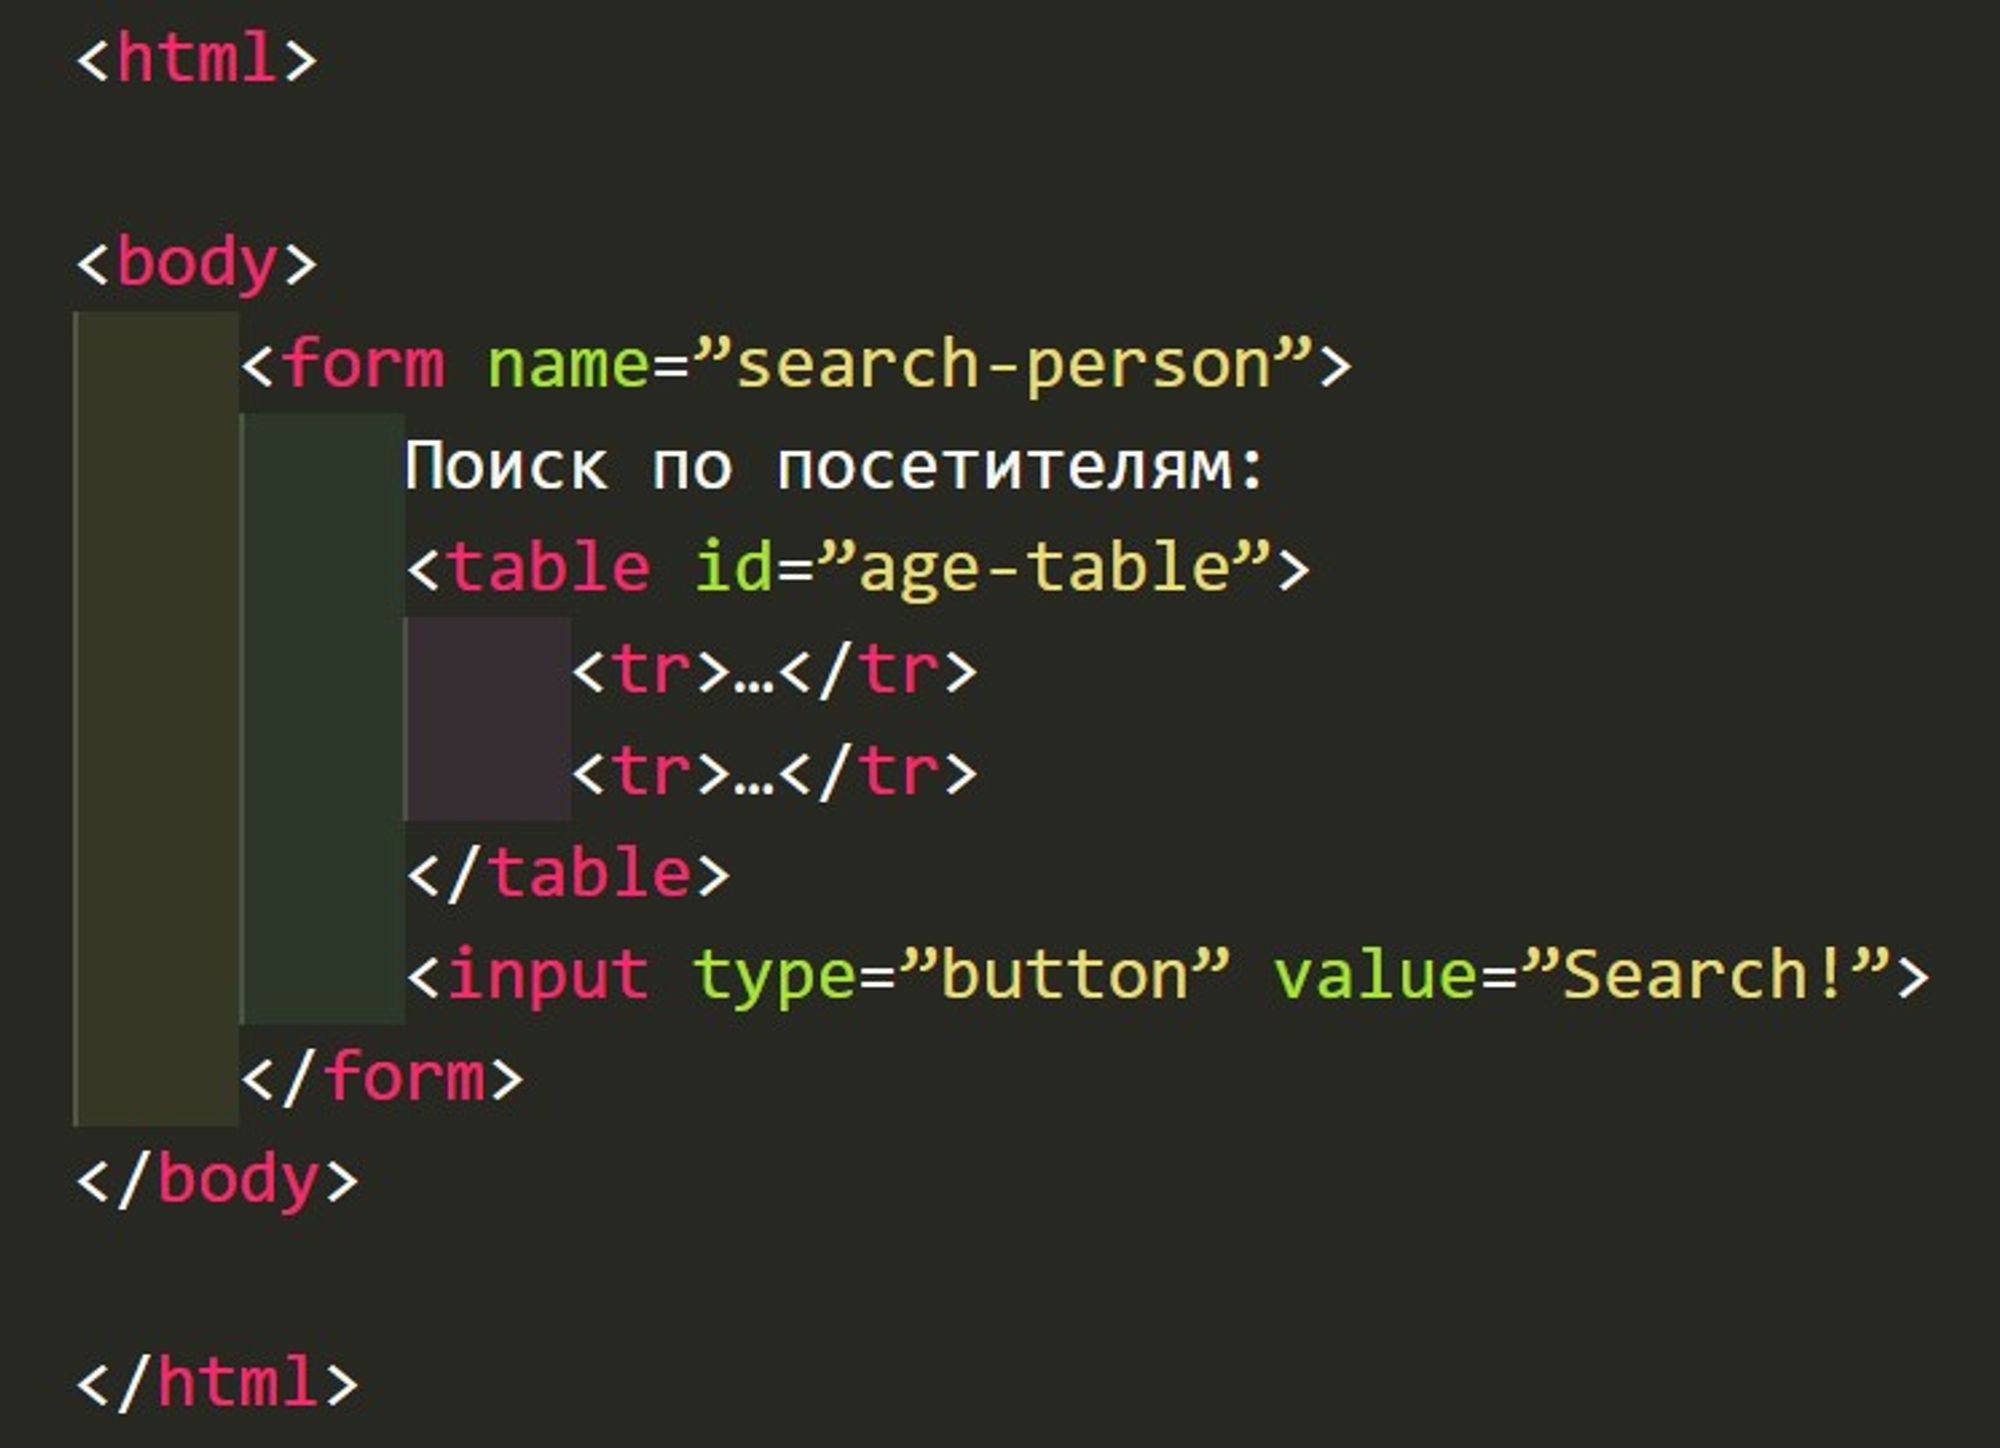 <html>
<body>
<form name=”search-person”>
Поиск по посетителям:
<table id=”age-table”>
<tr>…</tr>
<tr>…</tr>
</table>
<input type=”button” value=”Search!”>
</form>
</body>
</html>